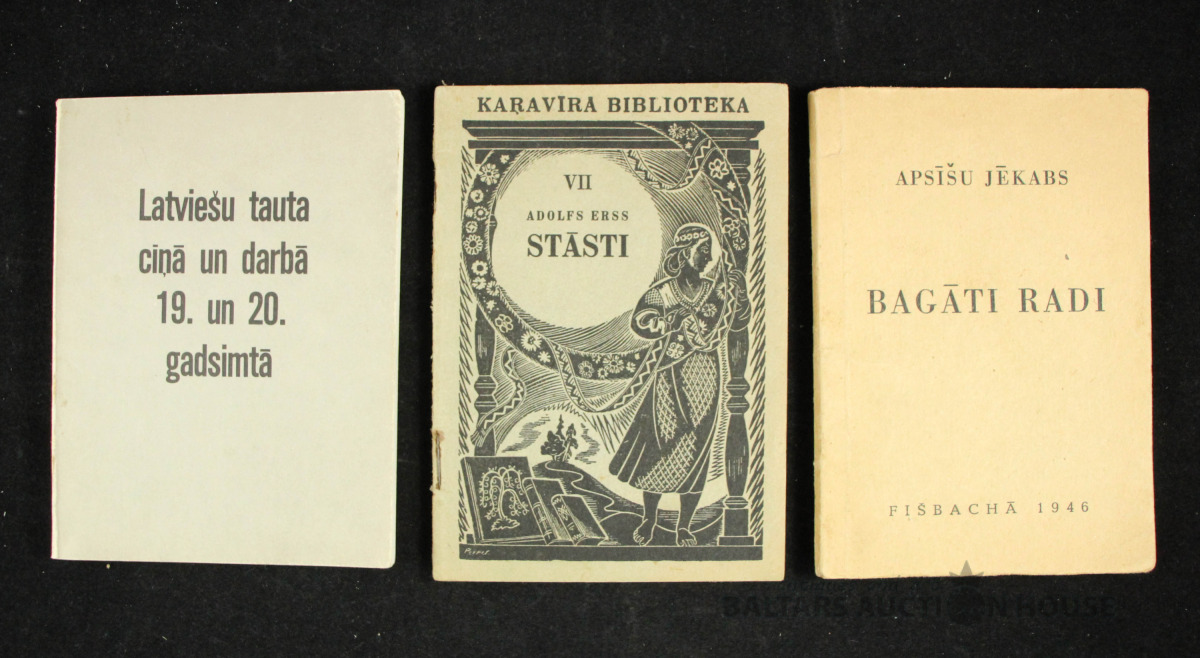 Latviešu tauta
ciņā un darbā
19. un 20.
gadsimtā
KAŖAVĪRA BIBLIOTEKA
VII
ADOLFS ERSS
STĀSTI
APSĪŠU JĒKABS
BAGĀTI RADI
FIŠBACHĀ 1946
BALTARS AUCTION HOUSE